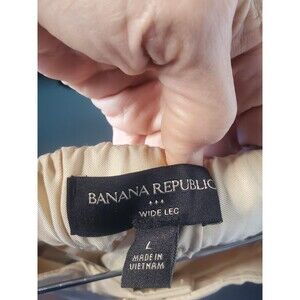 BANANA REPUBLIC
WIDE LEG
L
MADE IN
VIETNAM